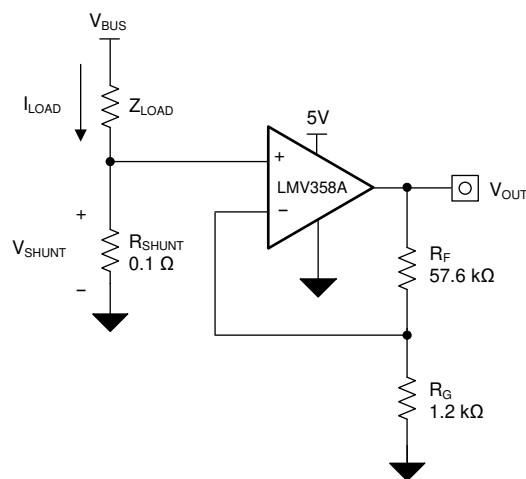 VBUS
ILOAD
ZLOAD
5V
+
LMV358A
−
VOUT
+
VSHUNT
−
RSHUNT
0.1 Ω
RF
57.6 kΩ
RG
1.2 kΩ